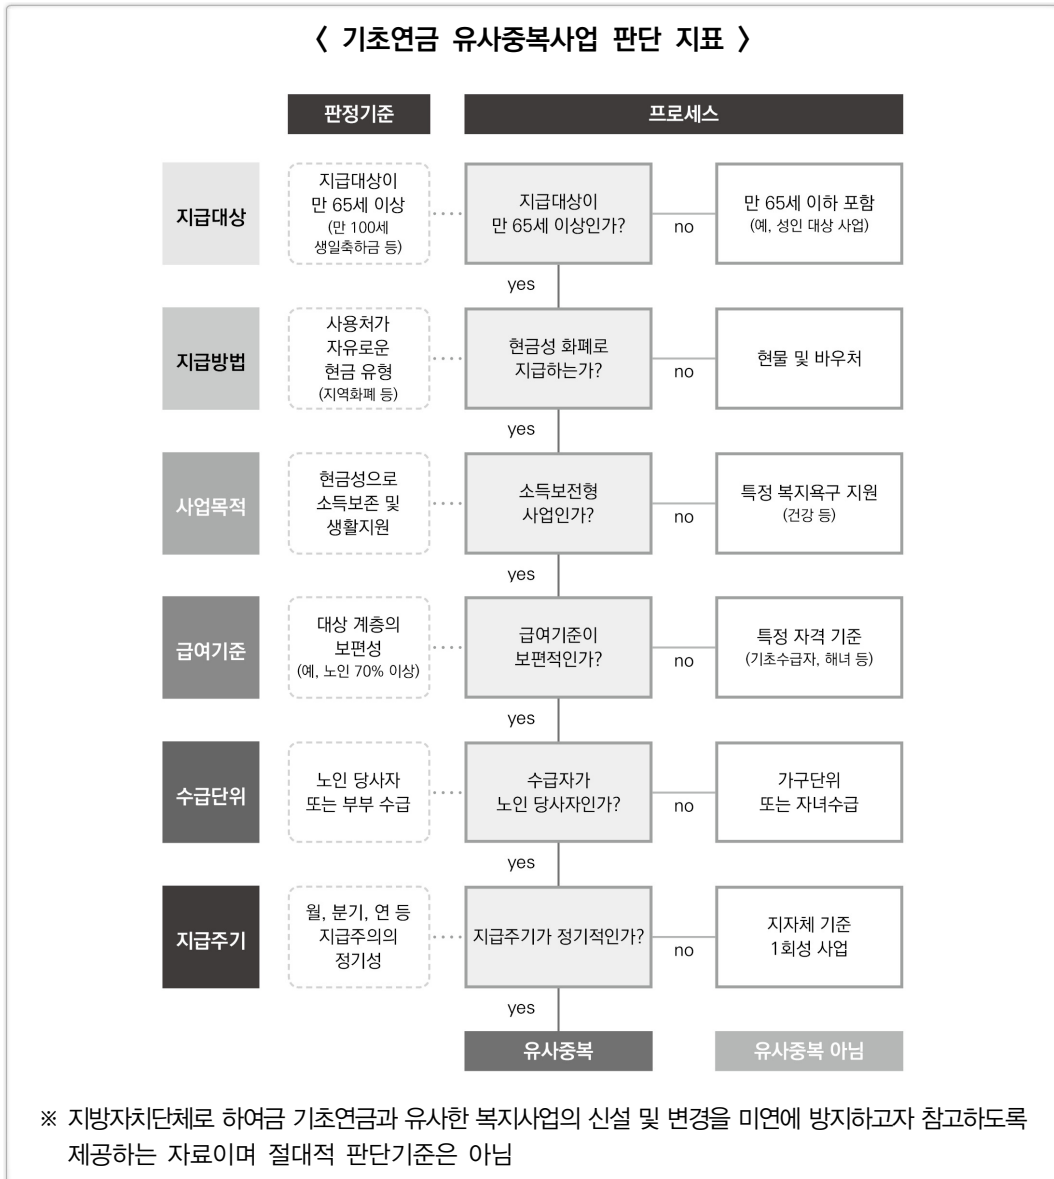 〈 기초연금 유사중복사업 판단 지표 〉
판정기준
프로세스
지급대상
지급대상이
만 65세 이상
(만 100세
생일축하금 등)
지급대상이
만 65세 이상인가?
no
만 65세 이하 포함
(예, 성인 대상 사업)
yes
지급방법
사용처가
자유로운
현금 유형
(지역화폐 등)
현금성 화폐로
지급하는가?
no
현물 및 바우처
yes
사업목적
현금성으로
소득보존 및
생활지원
소득보전형
사업인가?
no
특정 복지욕구 지원
(건강 등)
yes
급여기준
대상 계층의
보편성
(예, 노인 70% 이상)
급여기준이
보편적인가?
no
특정 자격 기준
(기초수급자, 해녀 등)
yes
수급단위
노인 당사자
또는 부부 수급
수급자가
노인 당사자인가?
no
가구단위
또는 자녀수급
yes
지급주기
월, 분기, 연 등
지급주의의
정기성
지급주기가 정기적인가?
no
지자체 기준
1회성 사업
yes
유사중복
유사중복 아님
※ 지방자치단체로 하여금 기초연금과 유사한 복지사업의 신설 및 변경을 미연에 방지하고자 참고하도록
제공하는 자료이며 절대적 판단기준은 아님